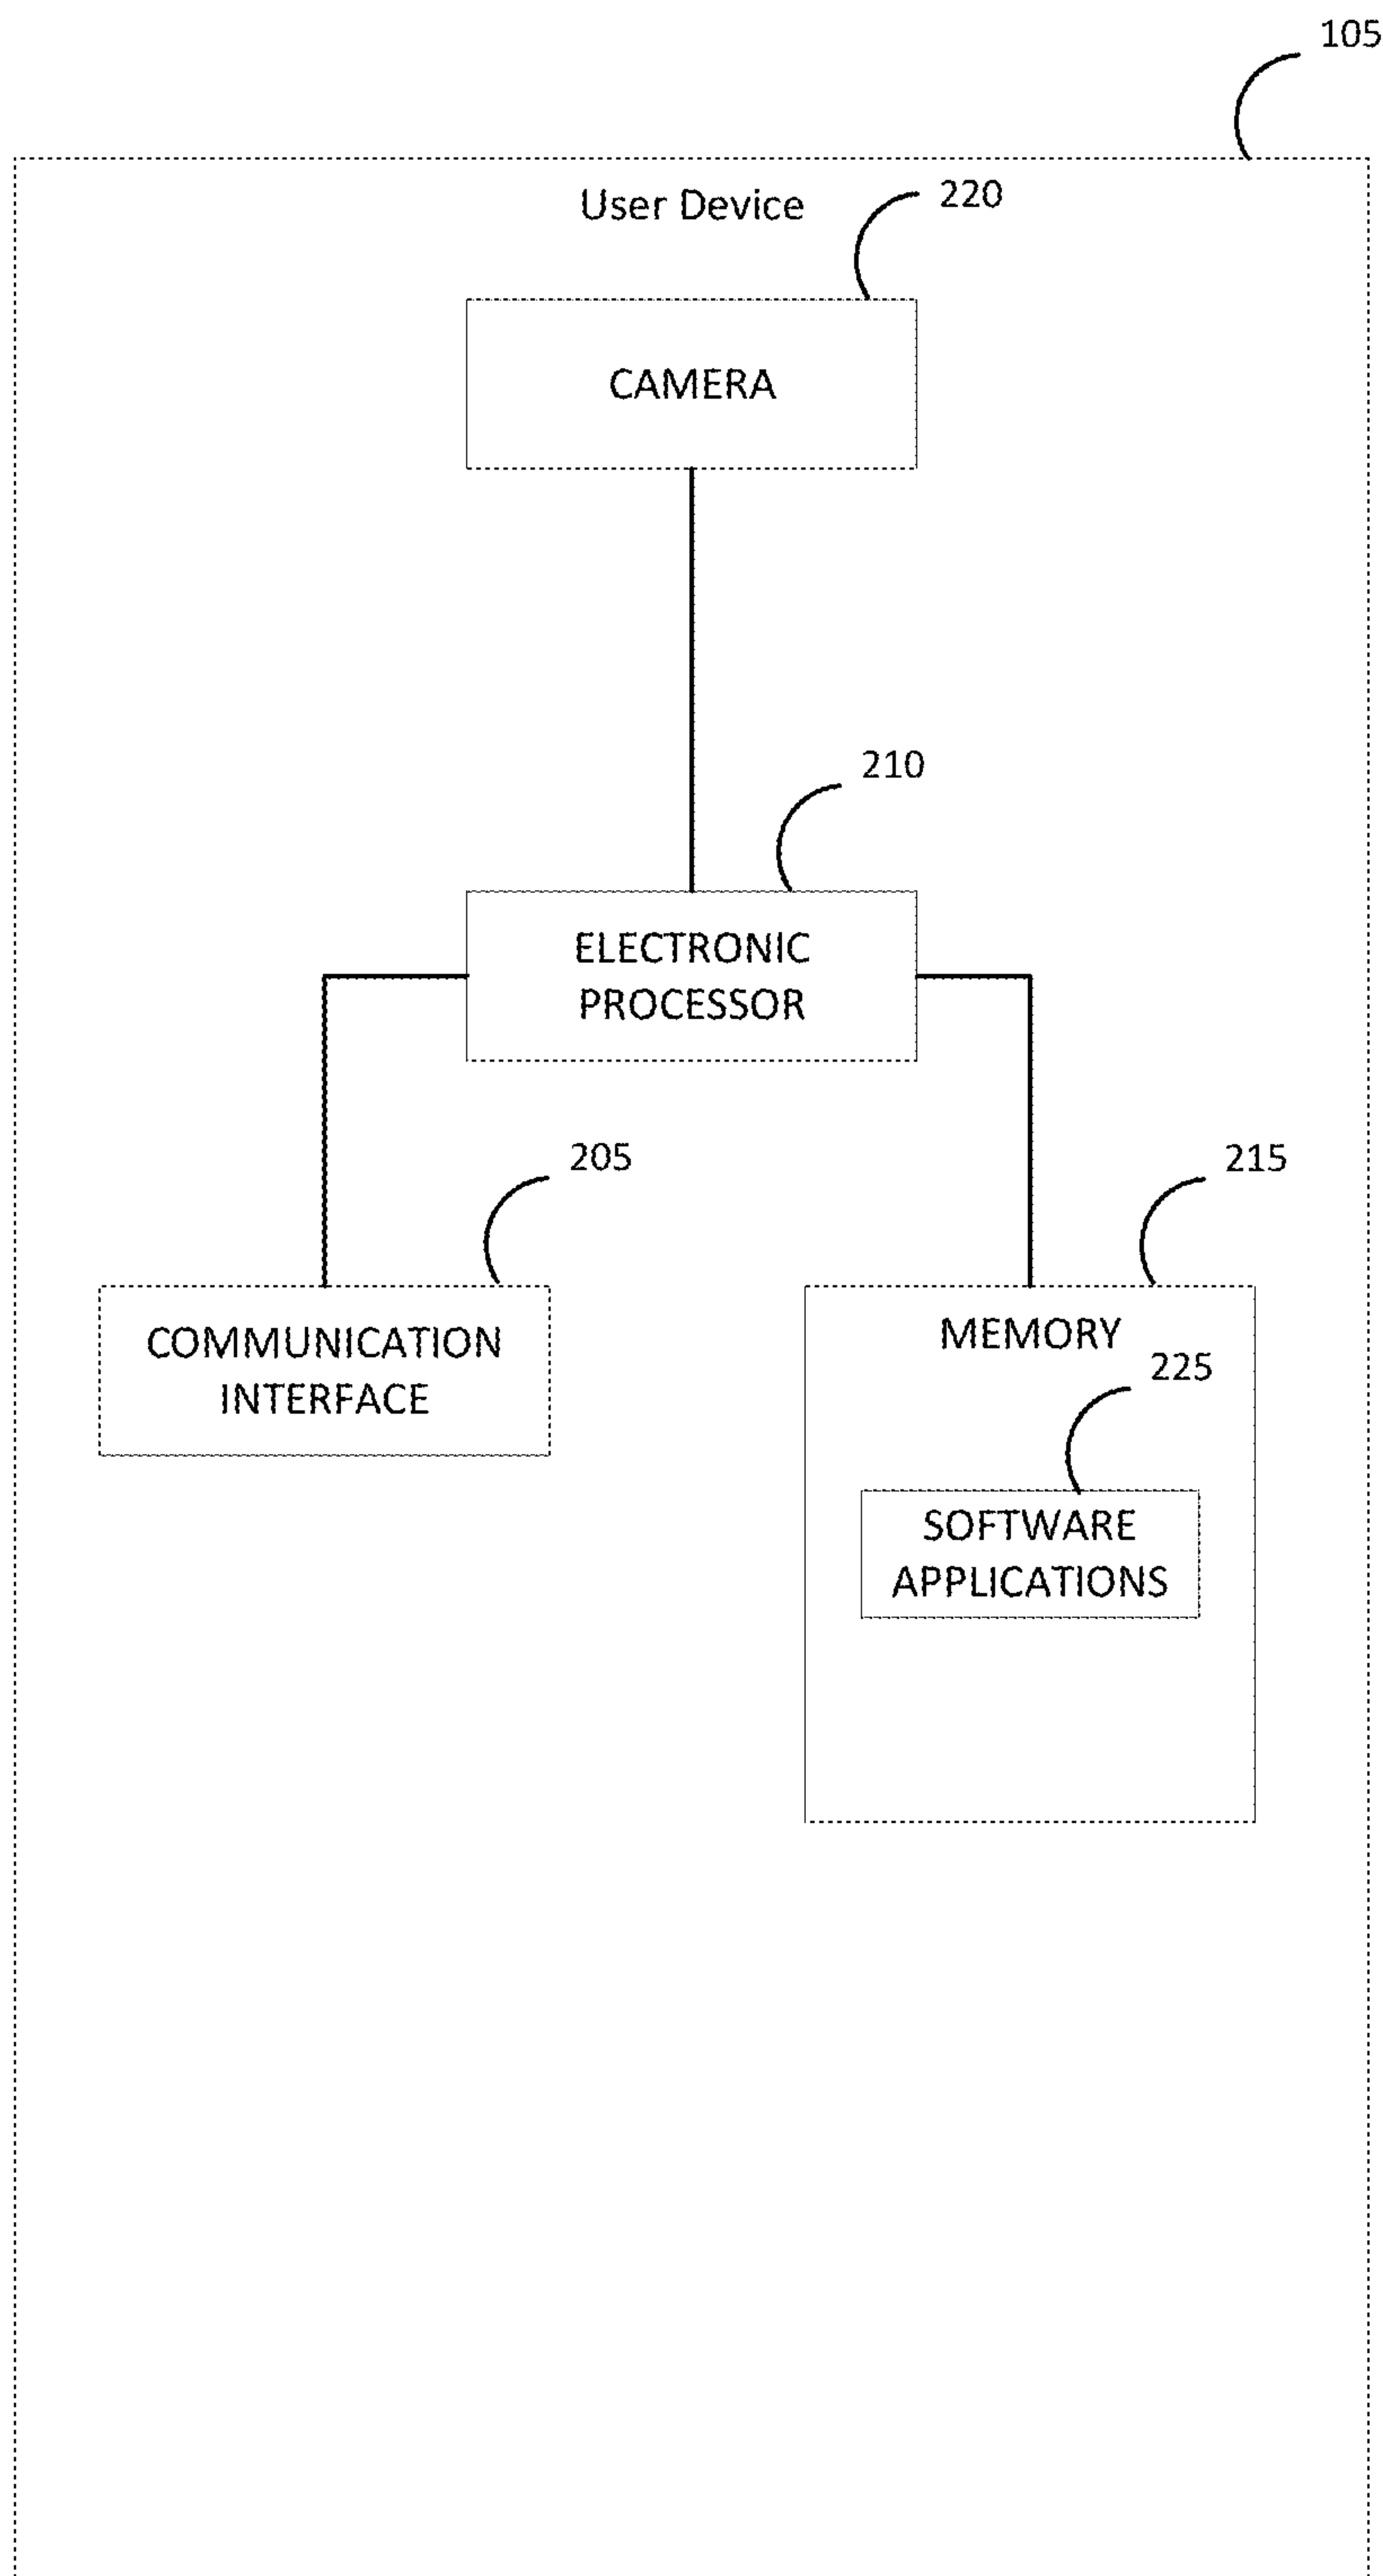 105
User Device
220
CAMERA
210
ELECTRONIC
PROCESSOR
205
COMMUNICATION
INTERFACE
215
MEMORY
225
SOFTWARE
APPLICATIONS